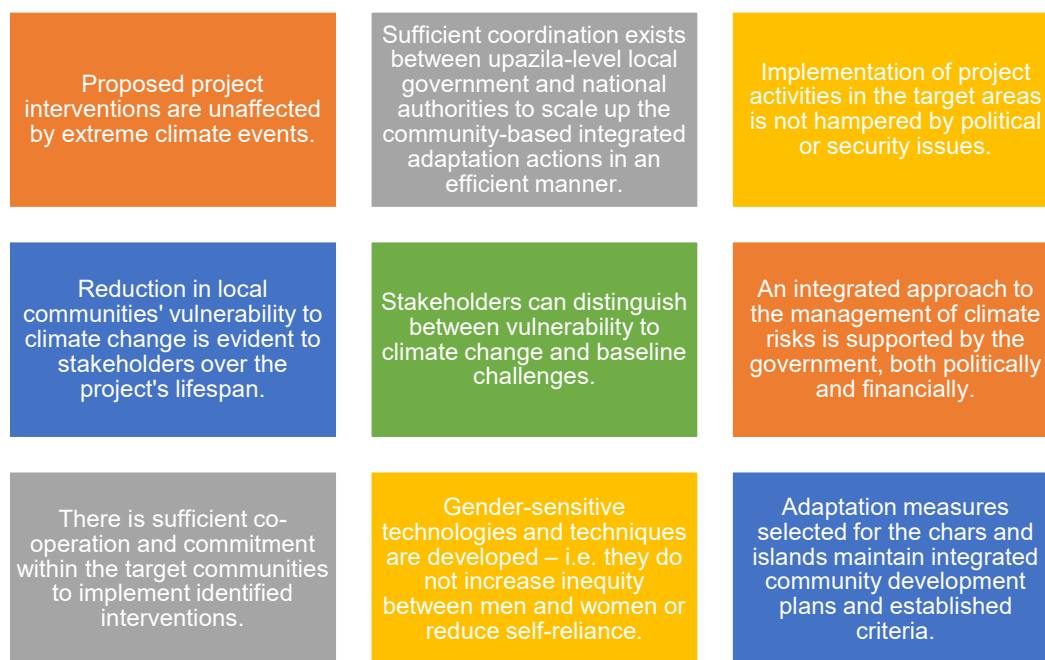 Proposed project
interventions are unaffected
by extreme climate events.
Sufficient coordination exists
between upazila-level local
government and national
authorities to scale up the
community-based integrated
adaptation actions in an
efficient manner.
Implementation of project
activities in the target areas
is not hampered by political
or security issues.
Reduction in local
communities' vulnerability to
climate change is evident to
stakeholders over the
project's lifespan.
Stakeholders can distinguish
between vulnerability to
climate change and baseline
challenges.
An integrated approach to
the management of climate
risks is supported by the
government, both politically
and financially.
There is sufficient co-
operation and commitment
within the target communities
to implement identified
interventions.
Gender-sensitive
technologies and techniques
are developed – i.e. they do
not increase inequity
between men and women or
reduce self-reliance.
Adaptation measures
selected for the chars and
islands maintain integrated
community development
plans and established
criteria.